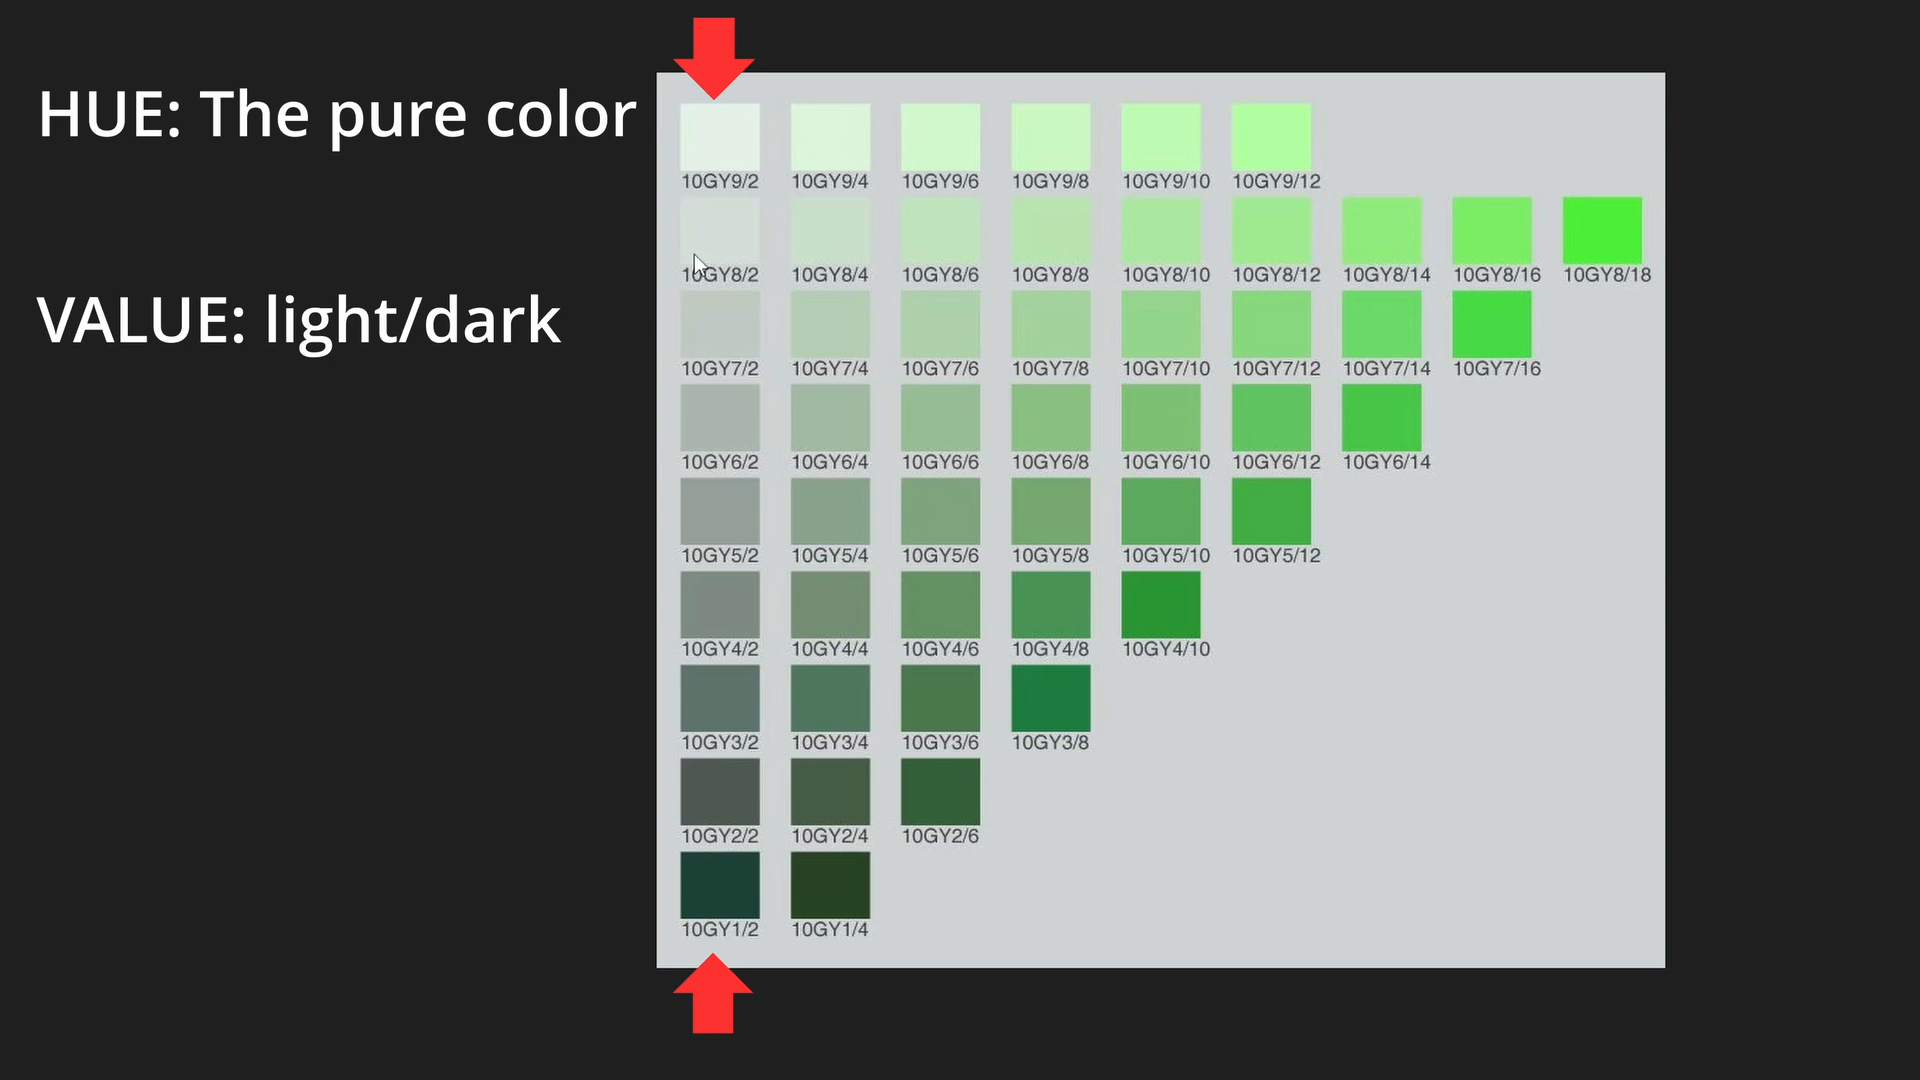 HUE: The pure color
VALUE: light/dark
10GY9/2 10GY9/4 10GY9/6 10GY9/8 10GY9/10 10GY9/12
10GY8/2 10GY8/4 10GY8/6 10GY8/8 10GY8/10 10GY8/12 10GY8/14 10GY8/16 10GY8/18
10GY7/2 10GY7/4 10GY7/6 10GY7/8 10GY7/10 10GY7/12 10GY7/14 10GY7/16
10GY6/2 10GY6/4 10GY6/6 10GY6/8 10GY6/10 10GY6/12 10GY6/14
10GY5/2 10GY5/4 10GY5/6 10GY5/8 10GY5/10 10GY5/12
10GY4/2 10GY4/4 10GY4/6 10GY4/8 10GY4/10
10GY3/2 10GY3/4 10GY3/6 10GY3/8
10GY2/2 10GY2/4 10GY2/6
10GY1/2 10GY1/4